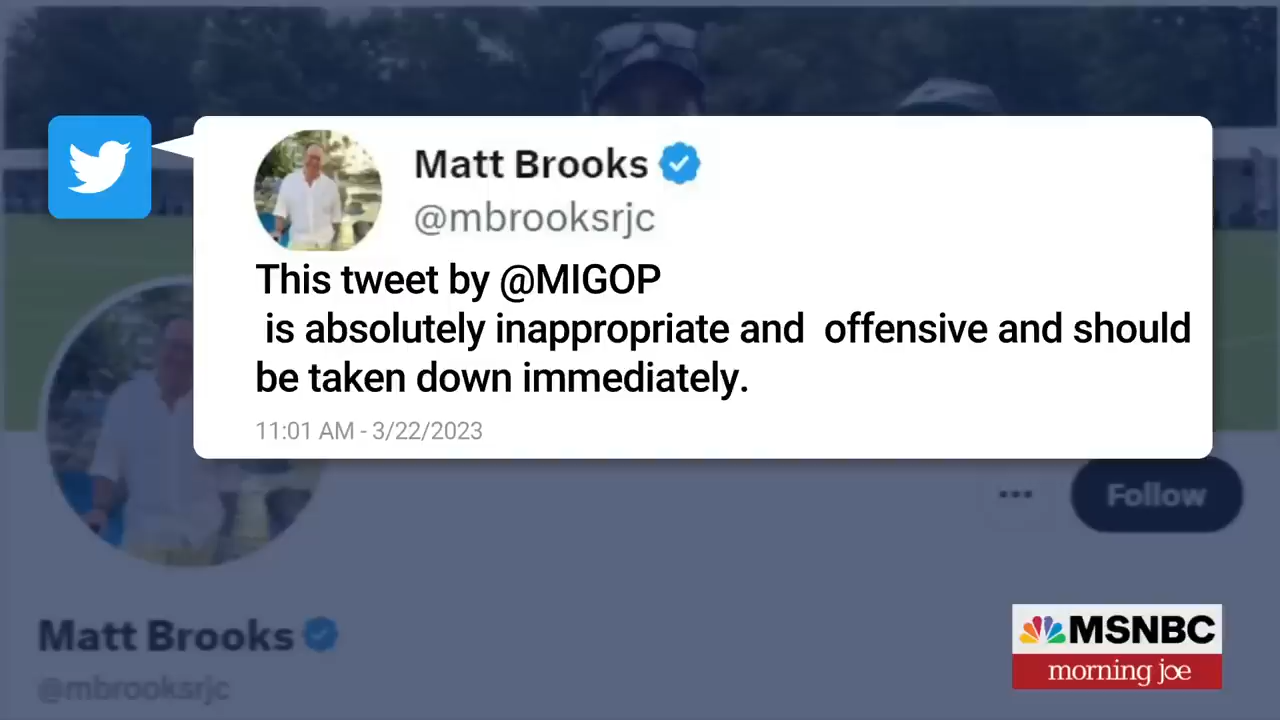 Matt Brooks
@mbrooksrjc
This tweet by @MIGOP
is absolutely inappropriate and offensive and should
be taken down immediately.
11:01 AM - 3/22/2023
Follow
Matt Brooks
@mbrooksrjc
MSNBC
morning joe